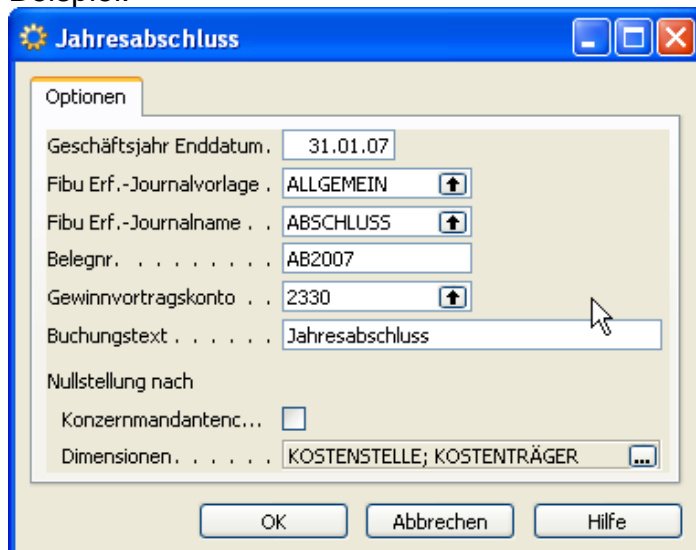 Beispiel:
Jahresabschluss
Optionen
Geschäftsjahr Enddatum. 31.01.07
Fibu Erf.-Journalvorlage . ALLGEMEIN
Fibu Erf.-Journalname . . ABSCHLUSS
Belegnr. . . . . . . . . AB2007
Gewinnvortragskonto . . 2330
Buchungstext . . . . . . Jahresabschluss
Nullstellung nach
Konzernmandantenc...
Dimensionen. . . . . . KOSTENSTELLE; KOSTENTRÄGER ...
OK Abbrechen Hilfe